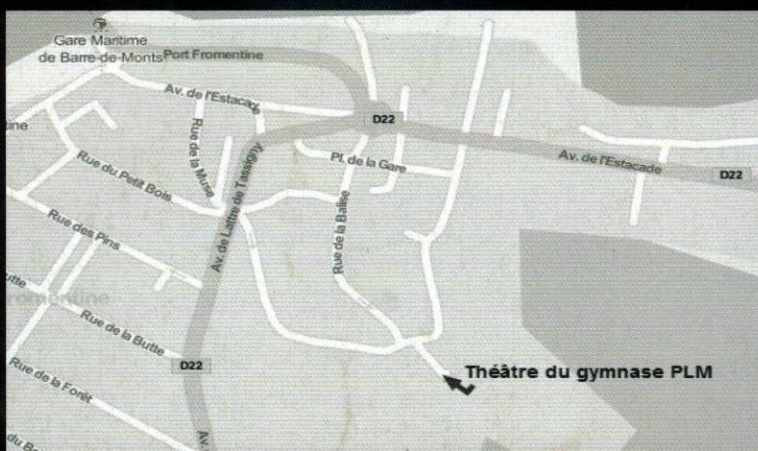 Gare Maritime
de Barre-de-Monts
Port Fromentine
Av. de l'Estacade
D22
Rue de la Muse
Av. de l'Estacade
D22
Pl. de la Gare
Rue du Petit Bois
Av. de Lattre de Tassigny
Rue de la Balise
Rue des Pins
Fromentine
Rue de la Butte
D22
Théâtre du gymnase PLM
Rue de la Forêt
Av.